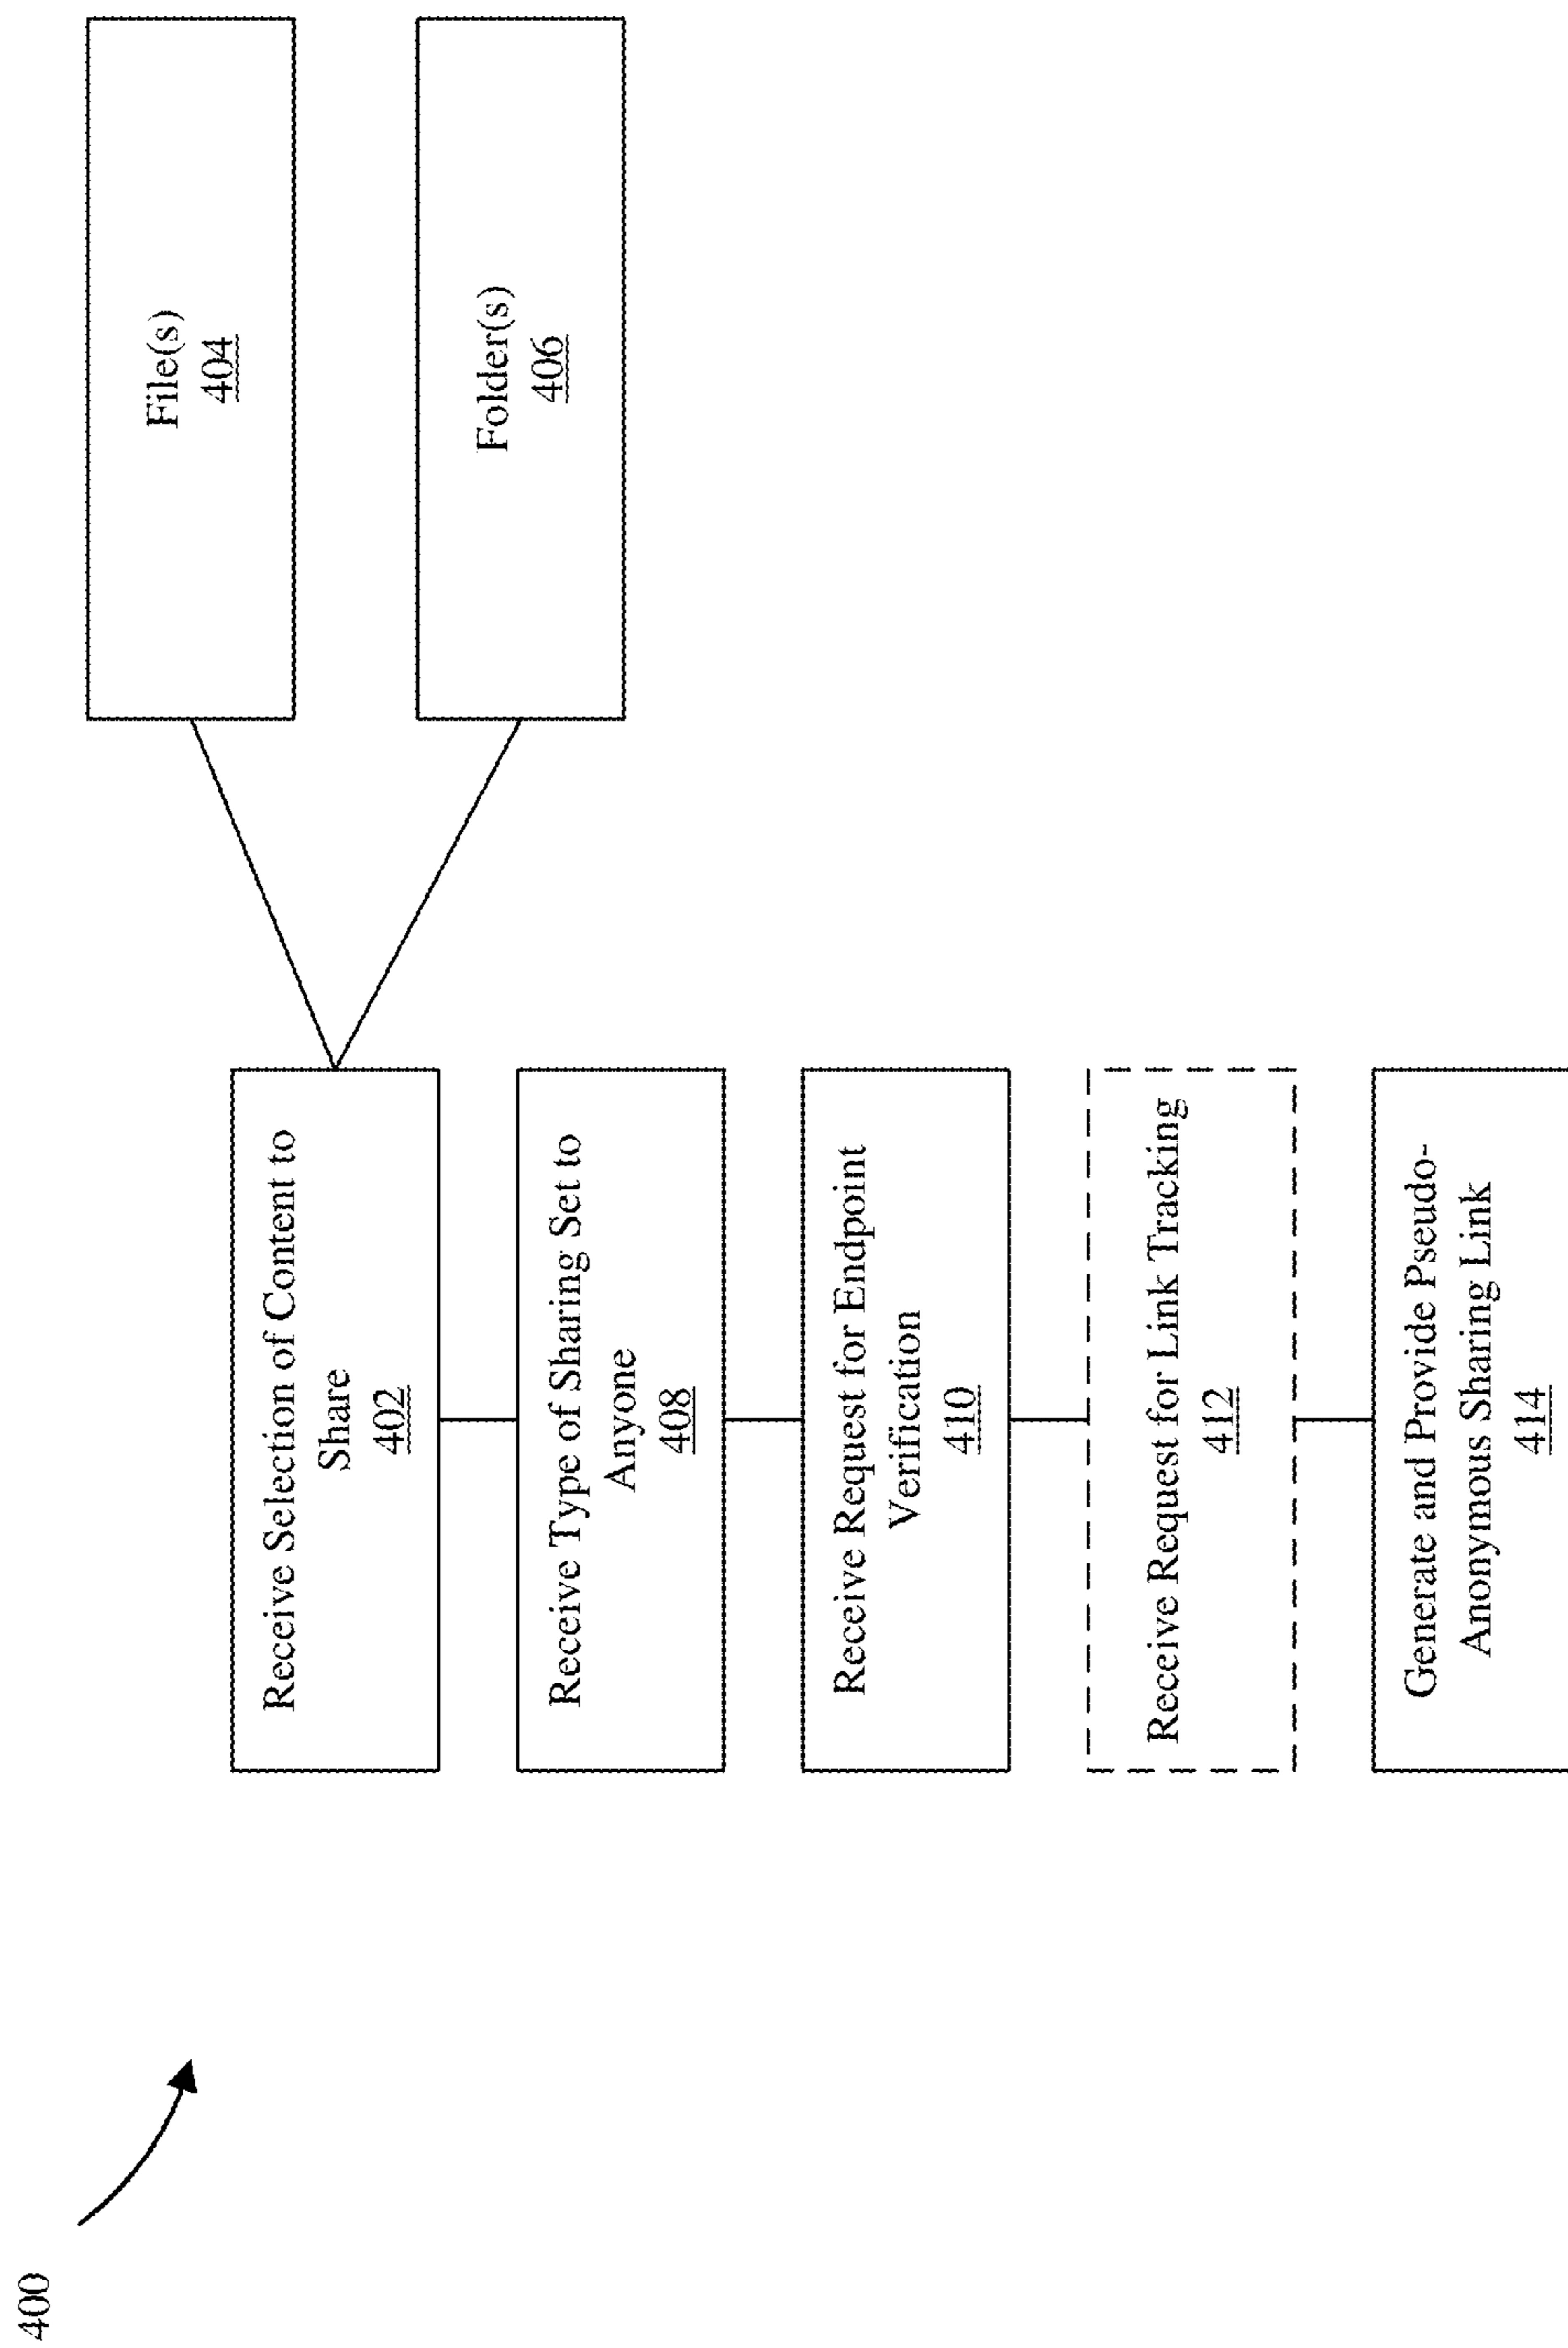 400
Receive Selection of Content to
Share
402
File(s)
404
Folder(s)
406
Receive Type of Sharing Set to
Anyone
408
Receive Request for Endpoint
Verification
410
Receive Request for Link Tracking
412
Generate and Provide Pseudo-
Anonymous Sharing Link
414